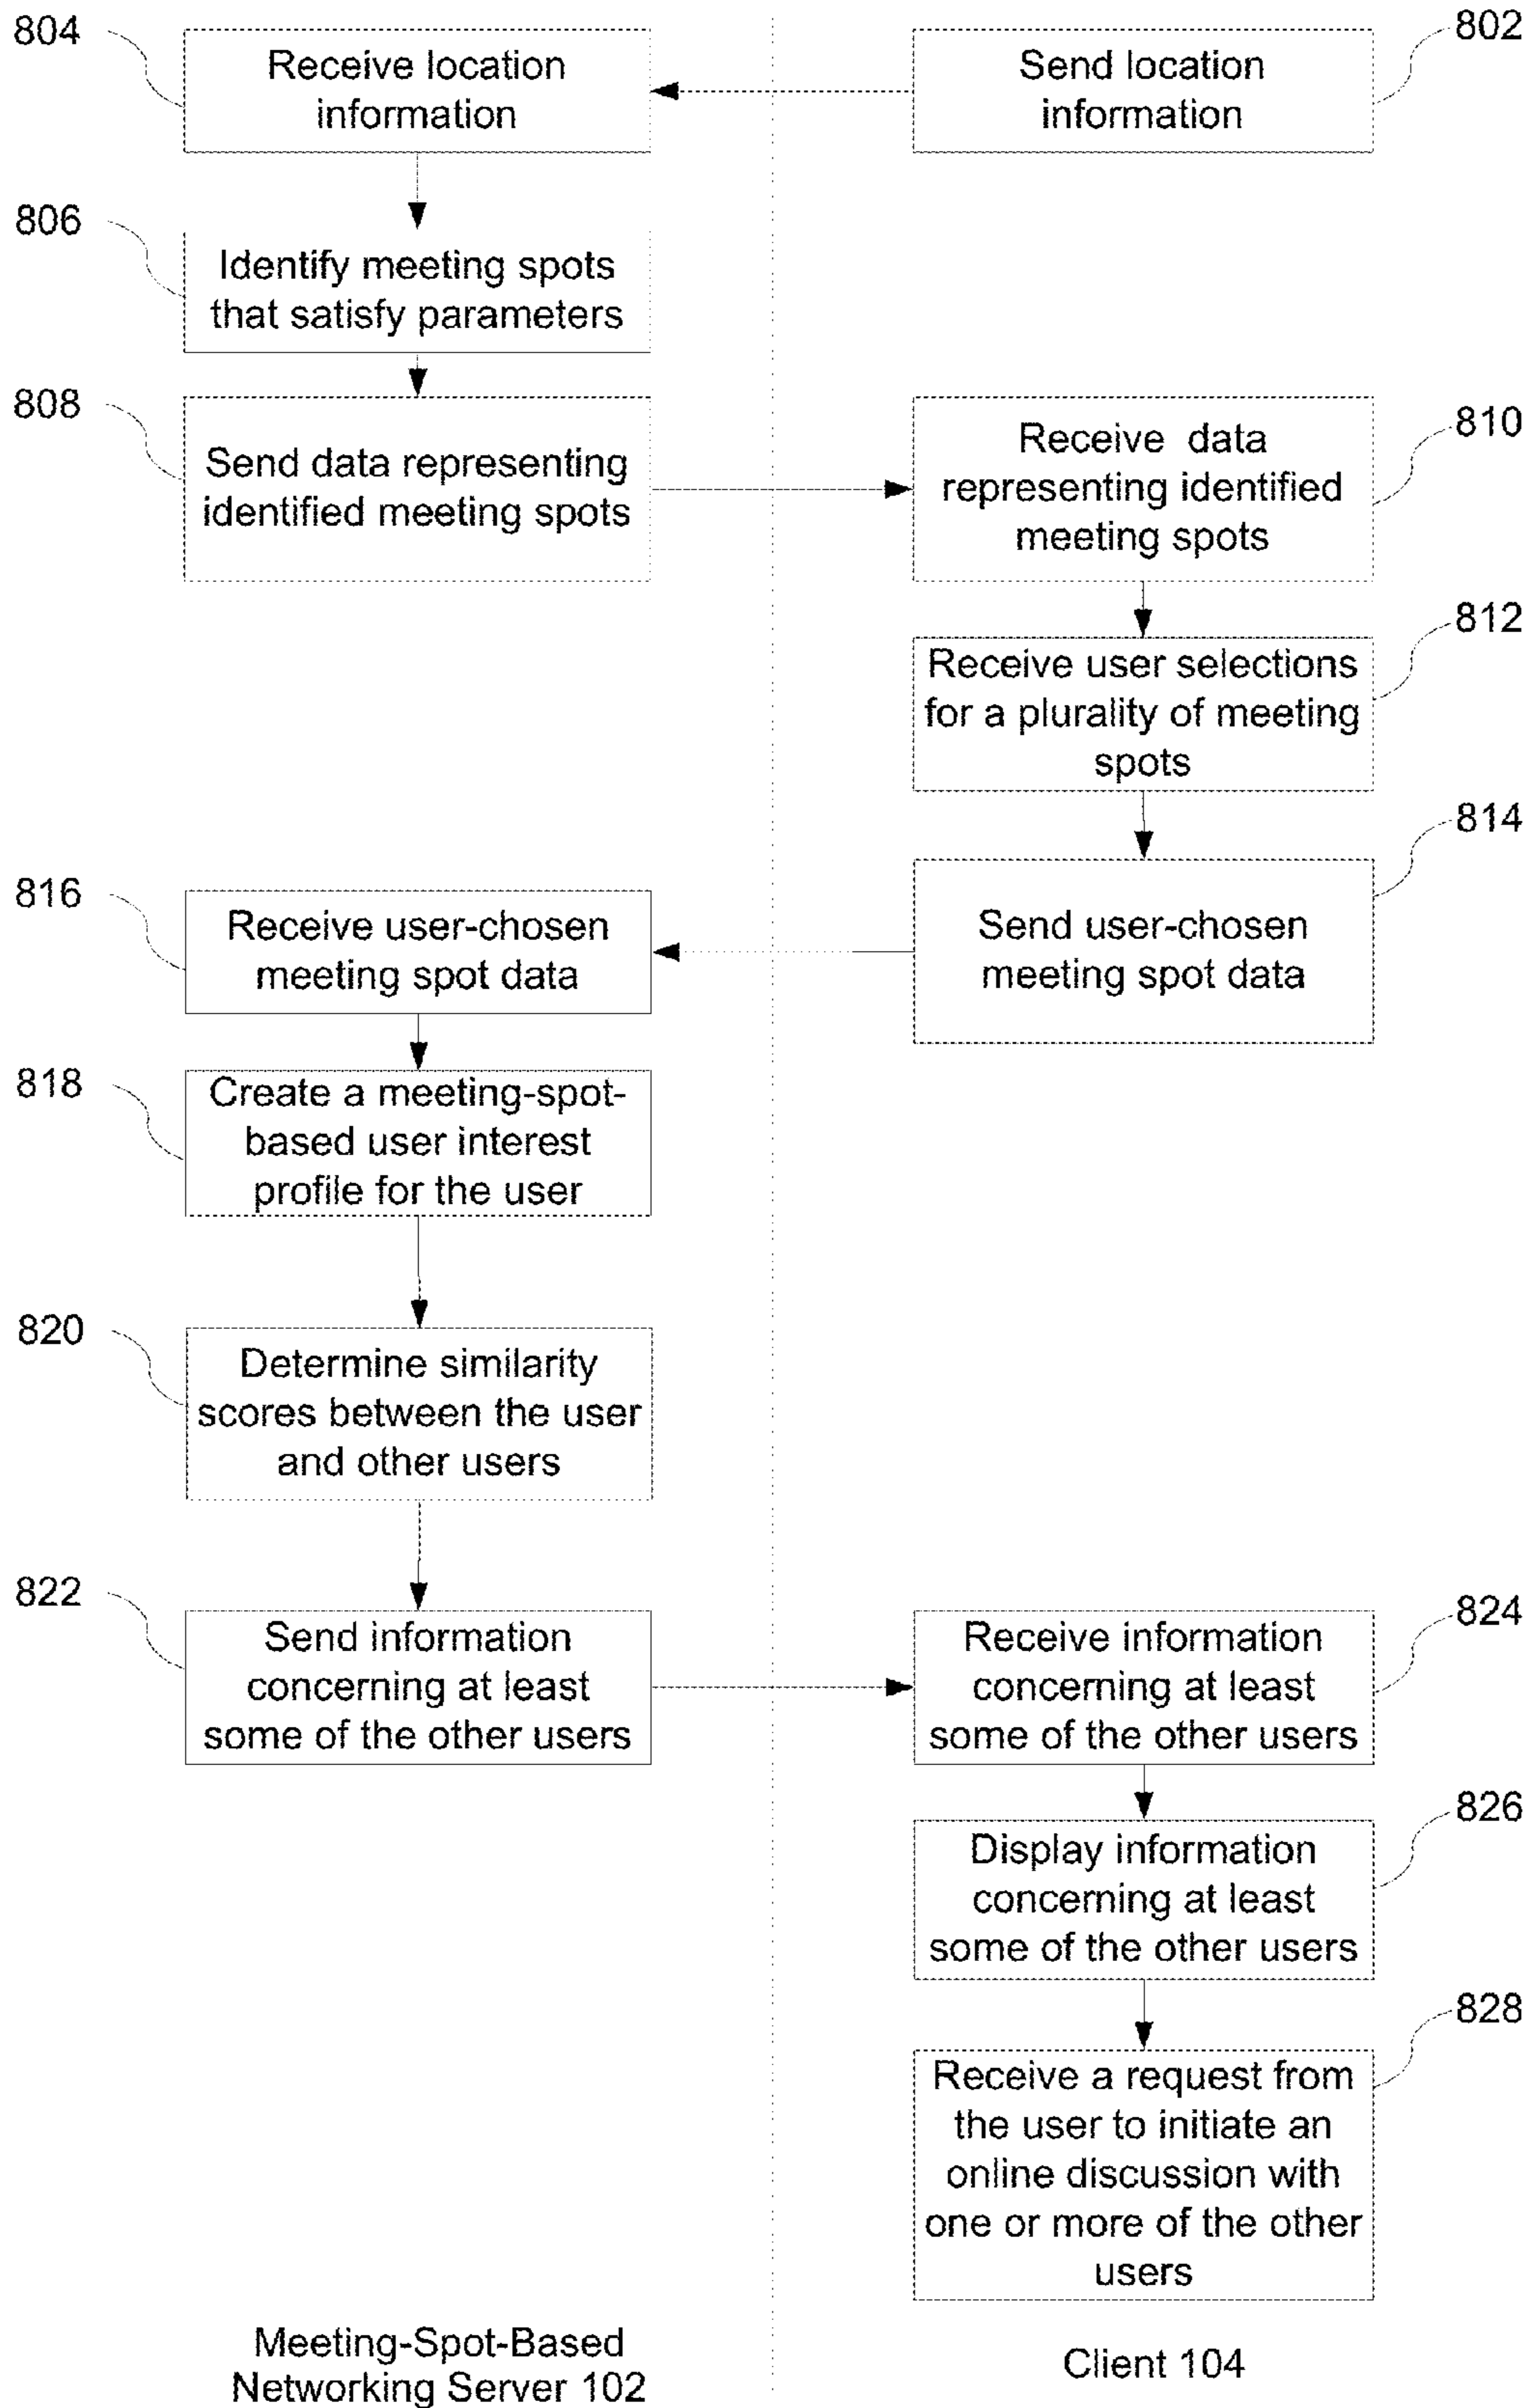 804
Receive location
information
Send location
information
802
806
Identify meeting spots
that satisfy parameters
808
Send data representing
identified meeting spots
Receive data
representing identified
meeting spots
810
Receive user selections
for a plurality of meeting
spots
812
816
Receive user-chosen
meeting spot data
Send user-chosen
meeting spot data
814
818
Create a meeting-spot-
based user interest
profile for the user
820
Determine similarity
scores between the user
and other users
822
Send information
concerning at least
some of the other users
Receive information
concerning at least
some of the other users
824
Display information
concerning at least
some of the other users
826
Receive a request from
the user to initiate an
online discussion with
one or more of the other
users
828
Meeting-Spot-Based
Networking Server 102
Client 104